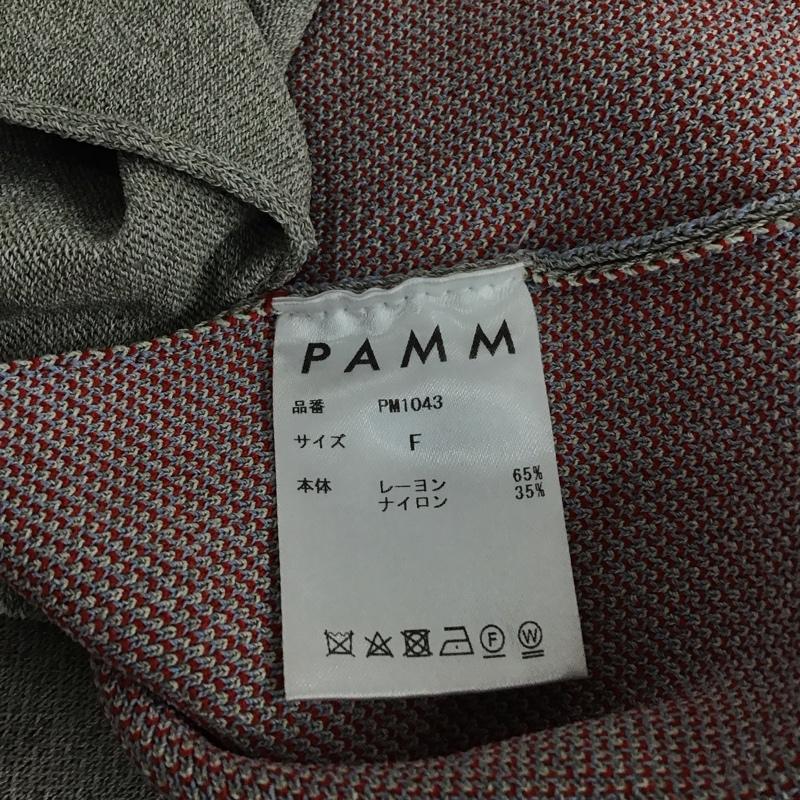 PAMM
品番 PM1043
サイズ F
本体 レーヨン 65%
ナイロン 35%
F W